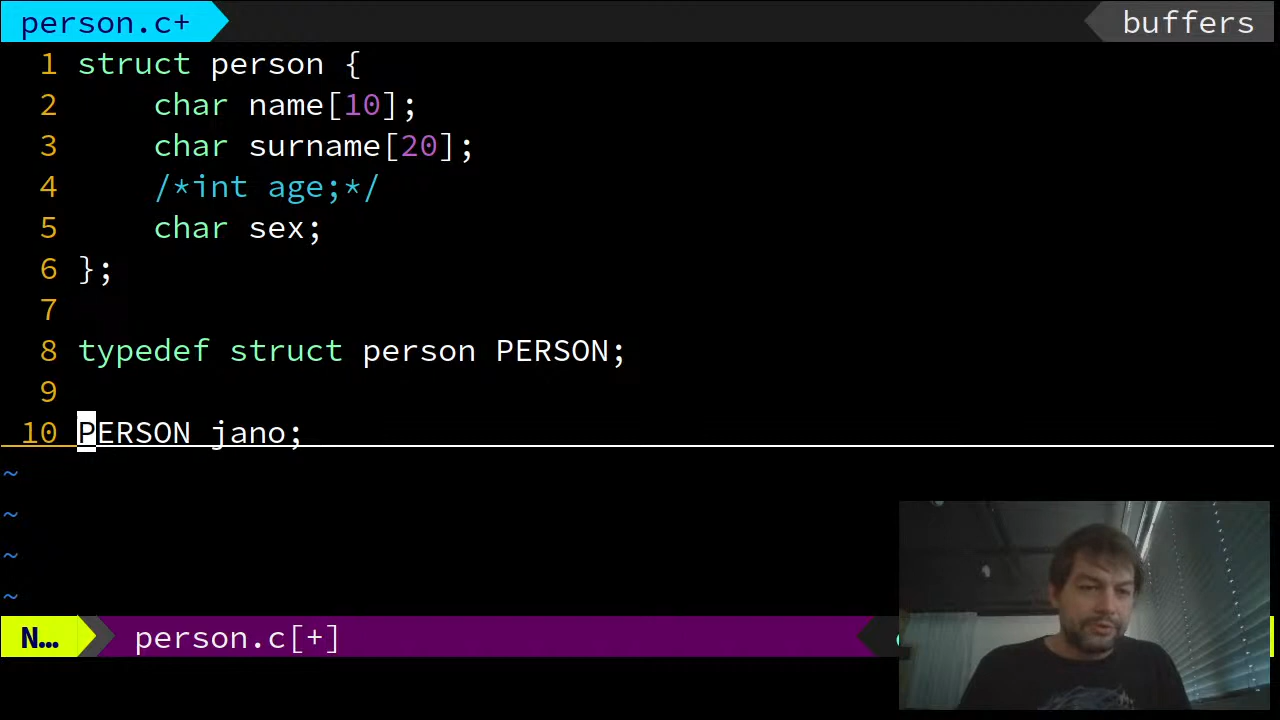 person.c+ buffers
1 struct person {
2 char name[10];
3 char surname[20];
4 /*int age;*/
5 char sex;
6 };
7
8 typedef struct person PERSON;
9
10 PERSON jano;
~
~
~
~
N… person.c[+]